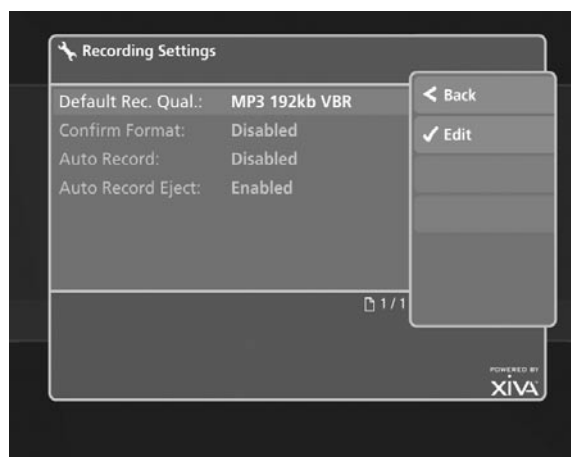 Recording Settings
Default Rec. Qual.: MP3 192kb VBR
Confirm Format: Disabled
Auto Record: Disabled
Auto Record Eject: Enabled
Back
Edit
1/1
POWERED BY
XiVA